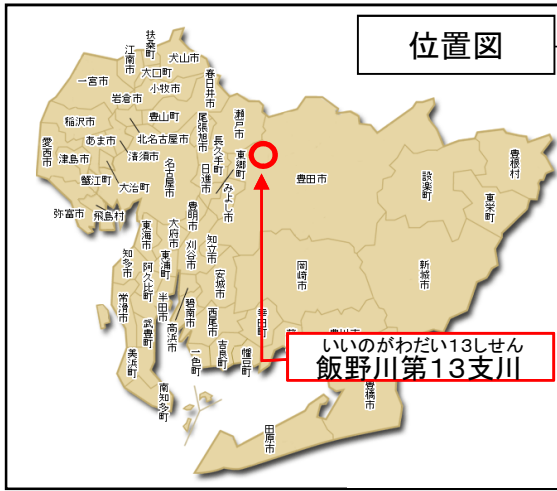 位置図
扶桑町
江南市
犬山市
大口町
一宮市
小牧市
春日井市
岩倉市
瀬戸市
稲沢市
豊山町
尾張旭市
北名古屋市
あま市
長久手町
愛西市
津島市
清須市
東郷町
名古屋市
日進市
豊田市
設楽町
豊根村
東栄町
蟹江町
大治町
みよし市
弥富市
飛島村
豊明市
大府市
東海市
刈谷市
知立市
知多市
東浦町
阿久比町
安城市
岡崎市
新城市
常滑市
半田市
碧南市
武豊町
高浜市
西尾市
幸田町
美浜町
一色町
吉良町
幡豆町
南知多町
いいのがわだい13しせん
飯野川第13支川
豊橋市
田原市